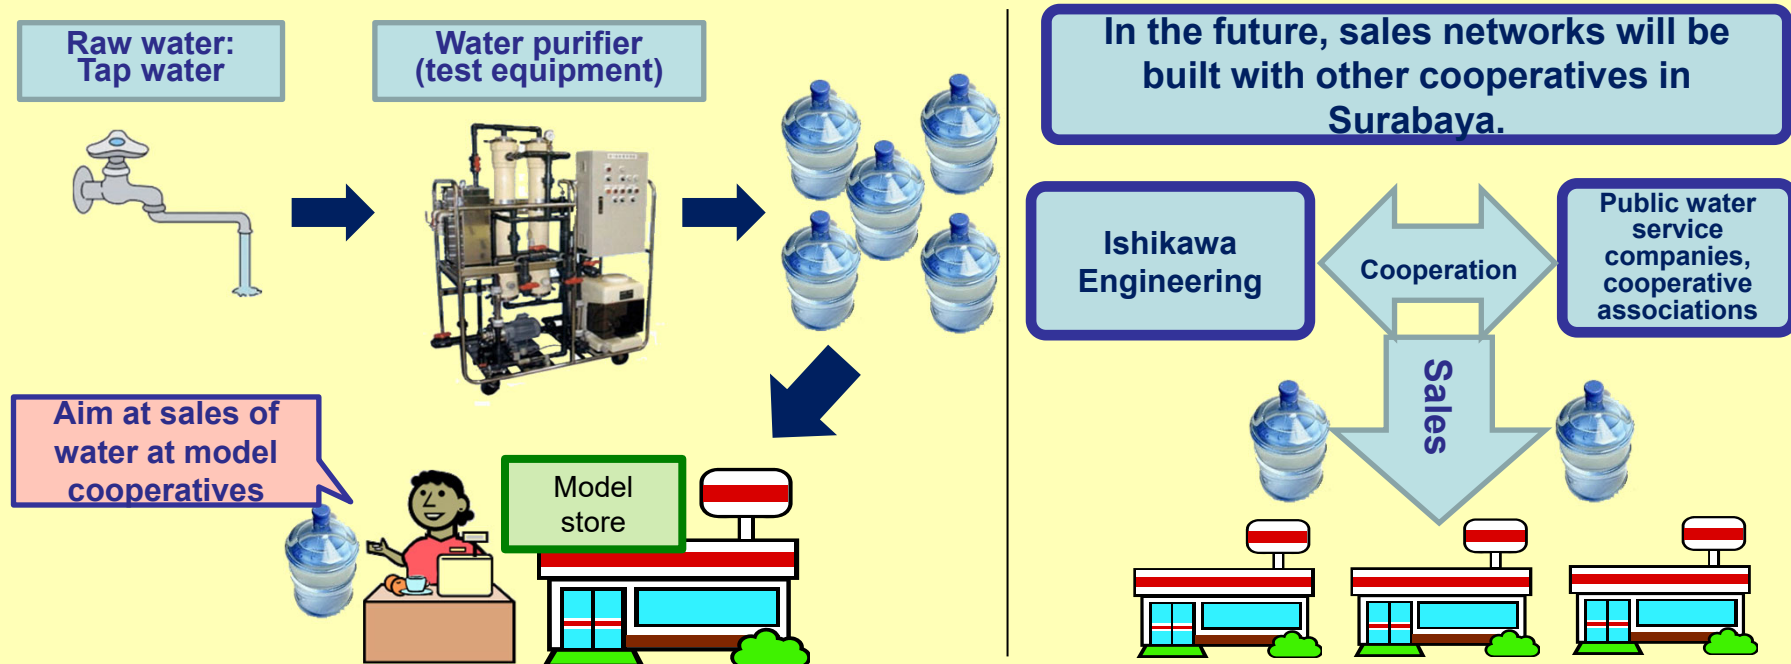 Raw water:
Tap water
Water purifier
(test equipment)
Aim at sales of
water at model
cooperatives
Model
store
In the future, sales networks will be
built with other cooperatives in
Surabaya.
Ishikawa
Engineering
Cooperation
Public water
service
companies,
cooperative
associations
Sales